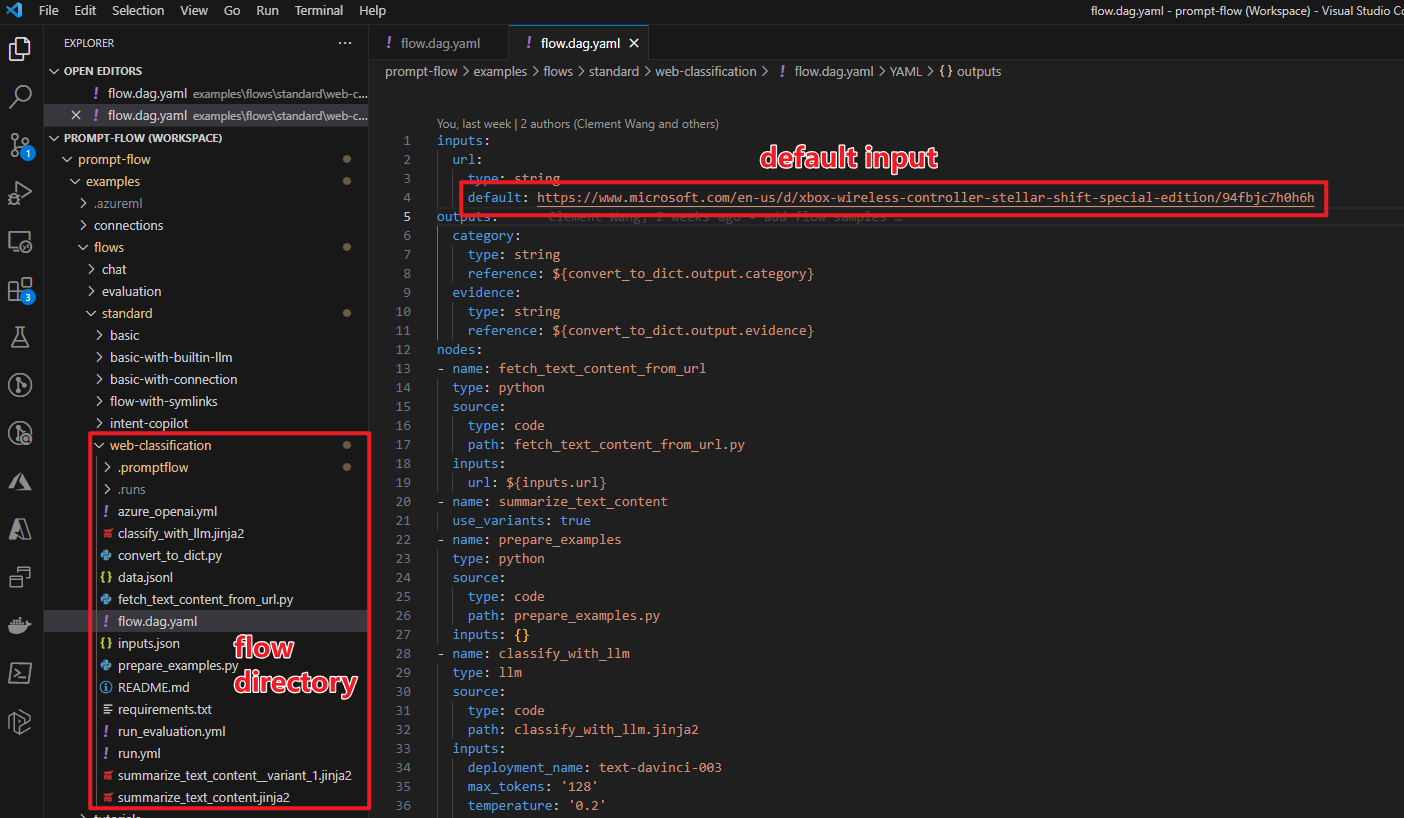 File Edit Selection View Go Run Terminal Help
flow.dag.yaml - prompt-flow (Workspace) - Visual Studio
EXPLORER ···
OPEN EDITORS
! flow.dag.yaml examples\flows\standard\web-c...
× ! flow.dag.yaml examples\flows\standard\web-c...
PROMPT-FLOW (WORKSPACE)
prompt-flow
examples
.azureml
connections
flows
chat
evaluation
standard
basic
basic-with-builtin-llm
basic-with-connection
flow-with-symlinks
intent-copilot
web-classification
.promptflow
.runs
! azure_openai.yml
classify_with_llm.jinja2
convert_to_dict.py
{} data.jsonl
fetch_text_content_from_url.py
! flow.dag.yaml
{} inputs.json
prepare_examples.py
README.md
requirements.txt
! run_evaluation.yml
! run.yml
summarize_text_content__variant_1.jinja2
summarize_text_content.jinja2
tutorials
flow
directory
1
3
! flow.dag.yaml
! flow.dag.yaml ×
prompt-flow > examples > flows > standard > web-classification > ! flow.dag.yaml > YAML > {} outputs
You, last week | 2 authors (Clement Wang and others)
default input
1 inputs:
2 url:
3 type: string
4 default: https://www.microsoft.com/en-us/d/xbox-wireless-controller-stellar-shift-special-edition/94fbjc7h0h6h
5 outputs: Clement Wang, 2 weeks ago • add flow samples …
6 category:
7 type: string
8 reference: ${convert_to_dict.output.category}
9 evidence:
10 type: string
11 reference: ${convert_to_dict.output.evidence}
12 nodes:
13 - name: fetch_text_content_from_url
14 type: python
15 source:
16 type: code
17 path: fetch_text_content_from_url.py
18 inputs:
19 url: ${inputs.url}
20 - name: summarize_text_content
21 use_variants: true
22 - name: prepare_examples
23 type: python
24 source:
25 type: code
26 path: prepare_examples.py
27 inputs: {}
28 - name: classify_with_llm
29 type: llm
30 source:
31 type: code
32 path: classify_with_llm.jinja2
33 inputs:
34 deployment_name: text-davinci-003
35 max_tokens: '128'
36 temperature: '0.2'